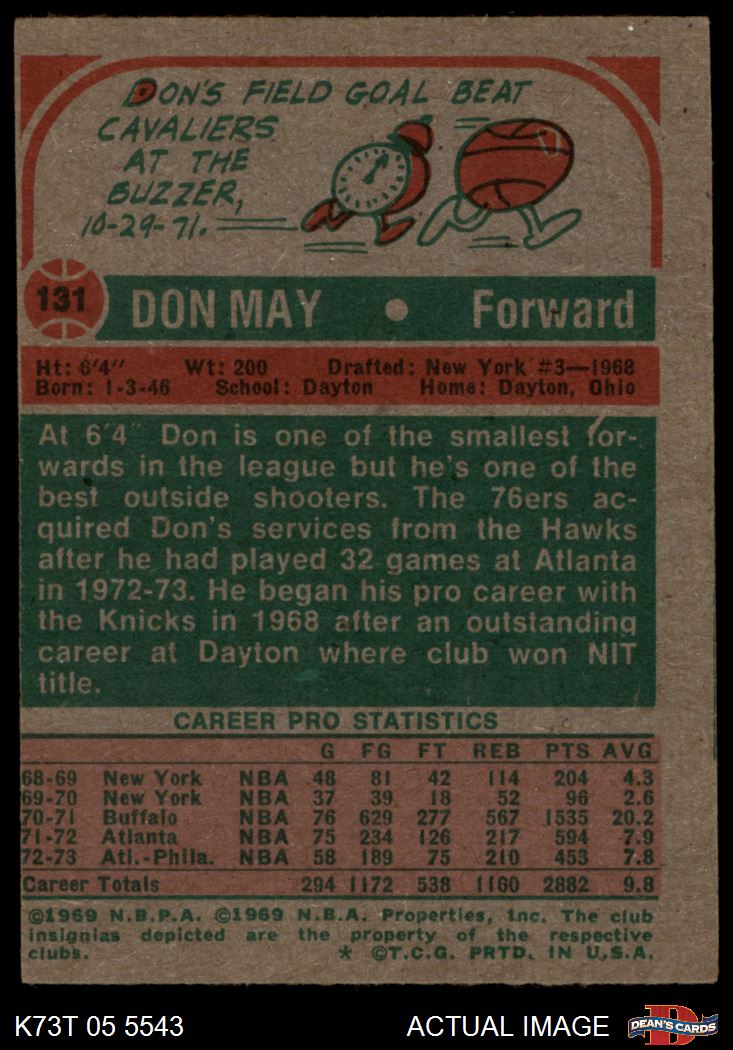 DON'S FIELD GOAL BEAT
CAVALIERS
AT THE
BUZZER,
10-29-71.
131 DON MAY • Forward
Ht: 6'4" Wt: 200 Drafted: New York #3—1968
Born: 1-3-46 School: Dayton Home: Dayton, Ohio
At 6'4" Don is one of the smallest for-
wards in the league but he's one of the
best outside shooters. The 76ers ac-
quired Don's services from the Hawks
after he had played 32 games at Atlanta
in 1972-73. He began his pro career with
the Knicks in 1968 after an outstanding
career at Dayton where club won NIT
title.
CAREER PRO STATISTICS
G FG FT REB PTS AVG
68-69 New York NBA 48 81 42 114 204 4.3
69-70 New York NBA 37 39 18 52 96 2.6
70-71 Buffalo NBA 76 629 277 567 1535 20.2
71-72 Atlanta NBA 75 234 126 217 594 7.9
72-73 Atl.-Phila. NBA 58 189 75 210 453 7.8
Career Totals 294 1172 538 1160 2882 9.8
©1969 N.B.P.A. ©1969 N.B.A. Properties, Inc. The club
insignias depicted are the property of the respective
clubs. * ©T.C.G. PRTD. IN U.S.A.
K73T 05 5543 ACTUAL IMAGE DEAN'S CARDS